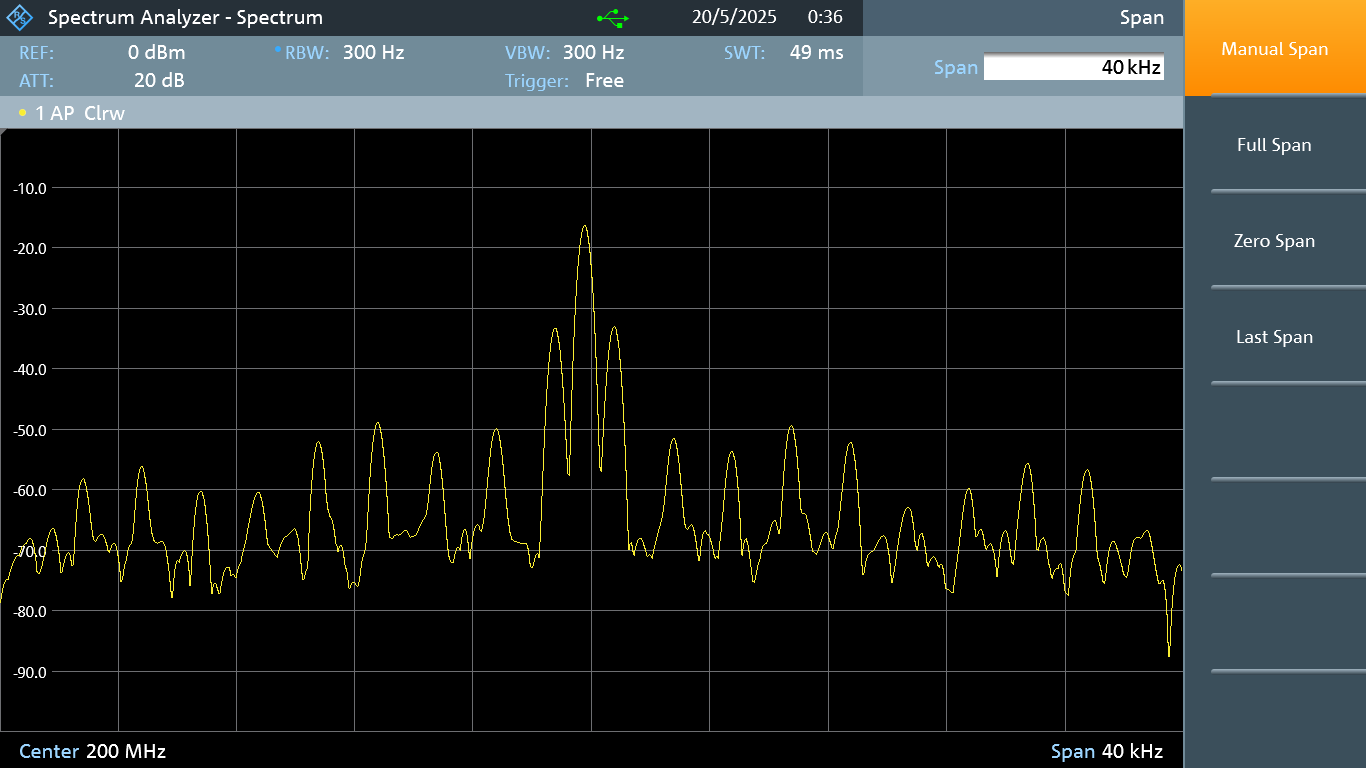 Spectrum Analyzer - Spectrum 20/5/2025 0:36 Span
REF: 0 dBm RBW: 300 Hz VBW: 300 Hz SWT: 49 ms
ATT: 20 dB Trigger: Free
Span 40 kHz
1 AP Clrw
-10.0
-20.0
-30.0
-40.0
-50.0
-60.0
-70.0
-80.0
-90.0
Center 200 MHz Span 40 kHz
Manual Span
Full Span
Zero Span
Last Span